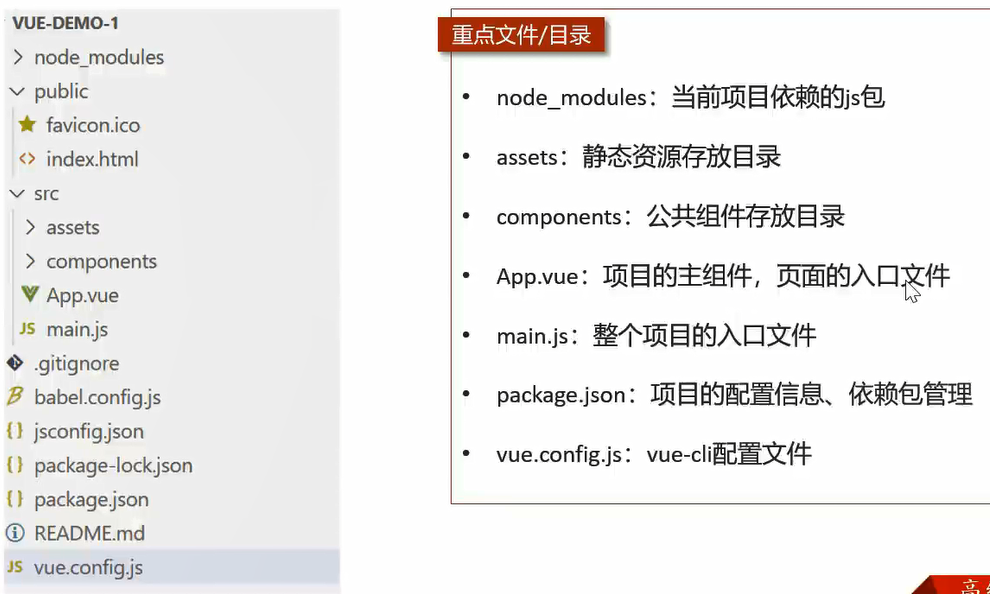 VUE-DEMO-1
node_modules
public
favicon.ico
index.html
src
assets
components
App.vue
JS main.js
.gitignore
babel.config.js
{} jsconfig.json
{} package-lock.json
{} package.json
README.md
JS vue.config.js
重点文件/目录
• node_modules：当前项目依赖的js包
• assets：静态资源存放目录
• components：公共组件存放目录
• App.vue：项目的主组件，页面的入口文件
• main.js：整个项目的入口文件
• package.json：项目的配置信息、依赖包管理
• vue.config.js：vue-cli配置文件
高